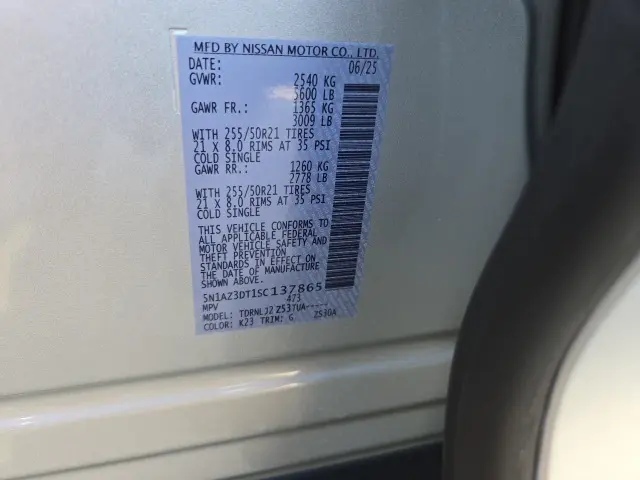 MFD BY NISSAN MOTOR CO., LTD.
DATE: 06/25
GVWR: 2540 KG
5600 LB
GAWR FR.: 1365 KG
3009 LB
WITH 255/50R21 TIRES
21 X 8.0 RIMS AT 35 PSI
COLD SINGLE
GAWR RR.: 1260 KG
2778 LB
WITH 255/50R21 TIRES
21 X 8.0 RIMS AT 35 PSI
COLD SINGLE
THIS VEHICLE CONFORMS TO
ALL APPLICABLE FEDERAL
MOTOR VEHICLE SAFETY AND
THEFT PREVENTION
STANDARDS IN EFFECT ON
THE DATE OF MANUFACTURE
SHOWN ABOVE.
5N1AZ3DT1SC137865
MPV 473
MODEL: TDRNLJ2 Z53TUA-----
COLOR: K23 TRIM: G Z530A